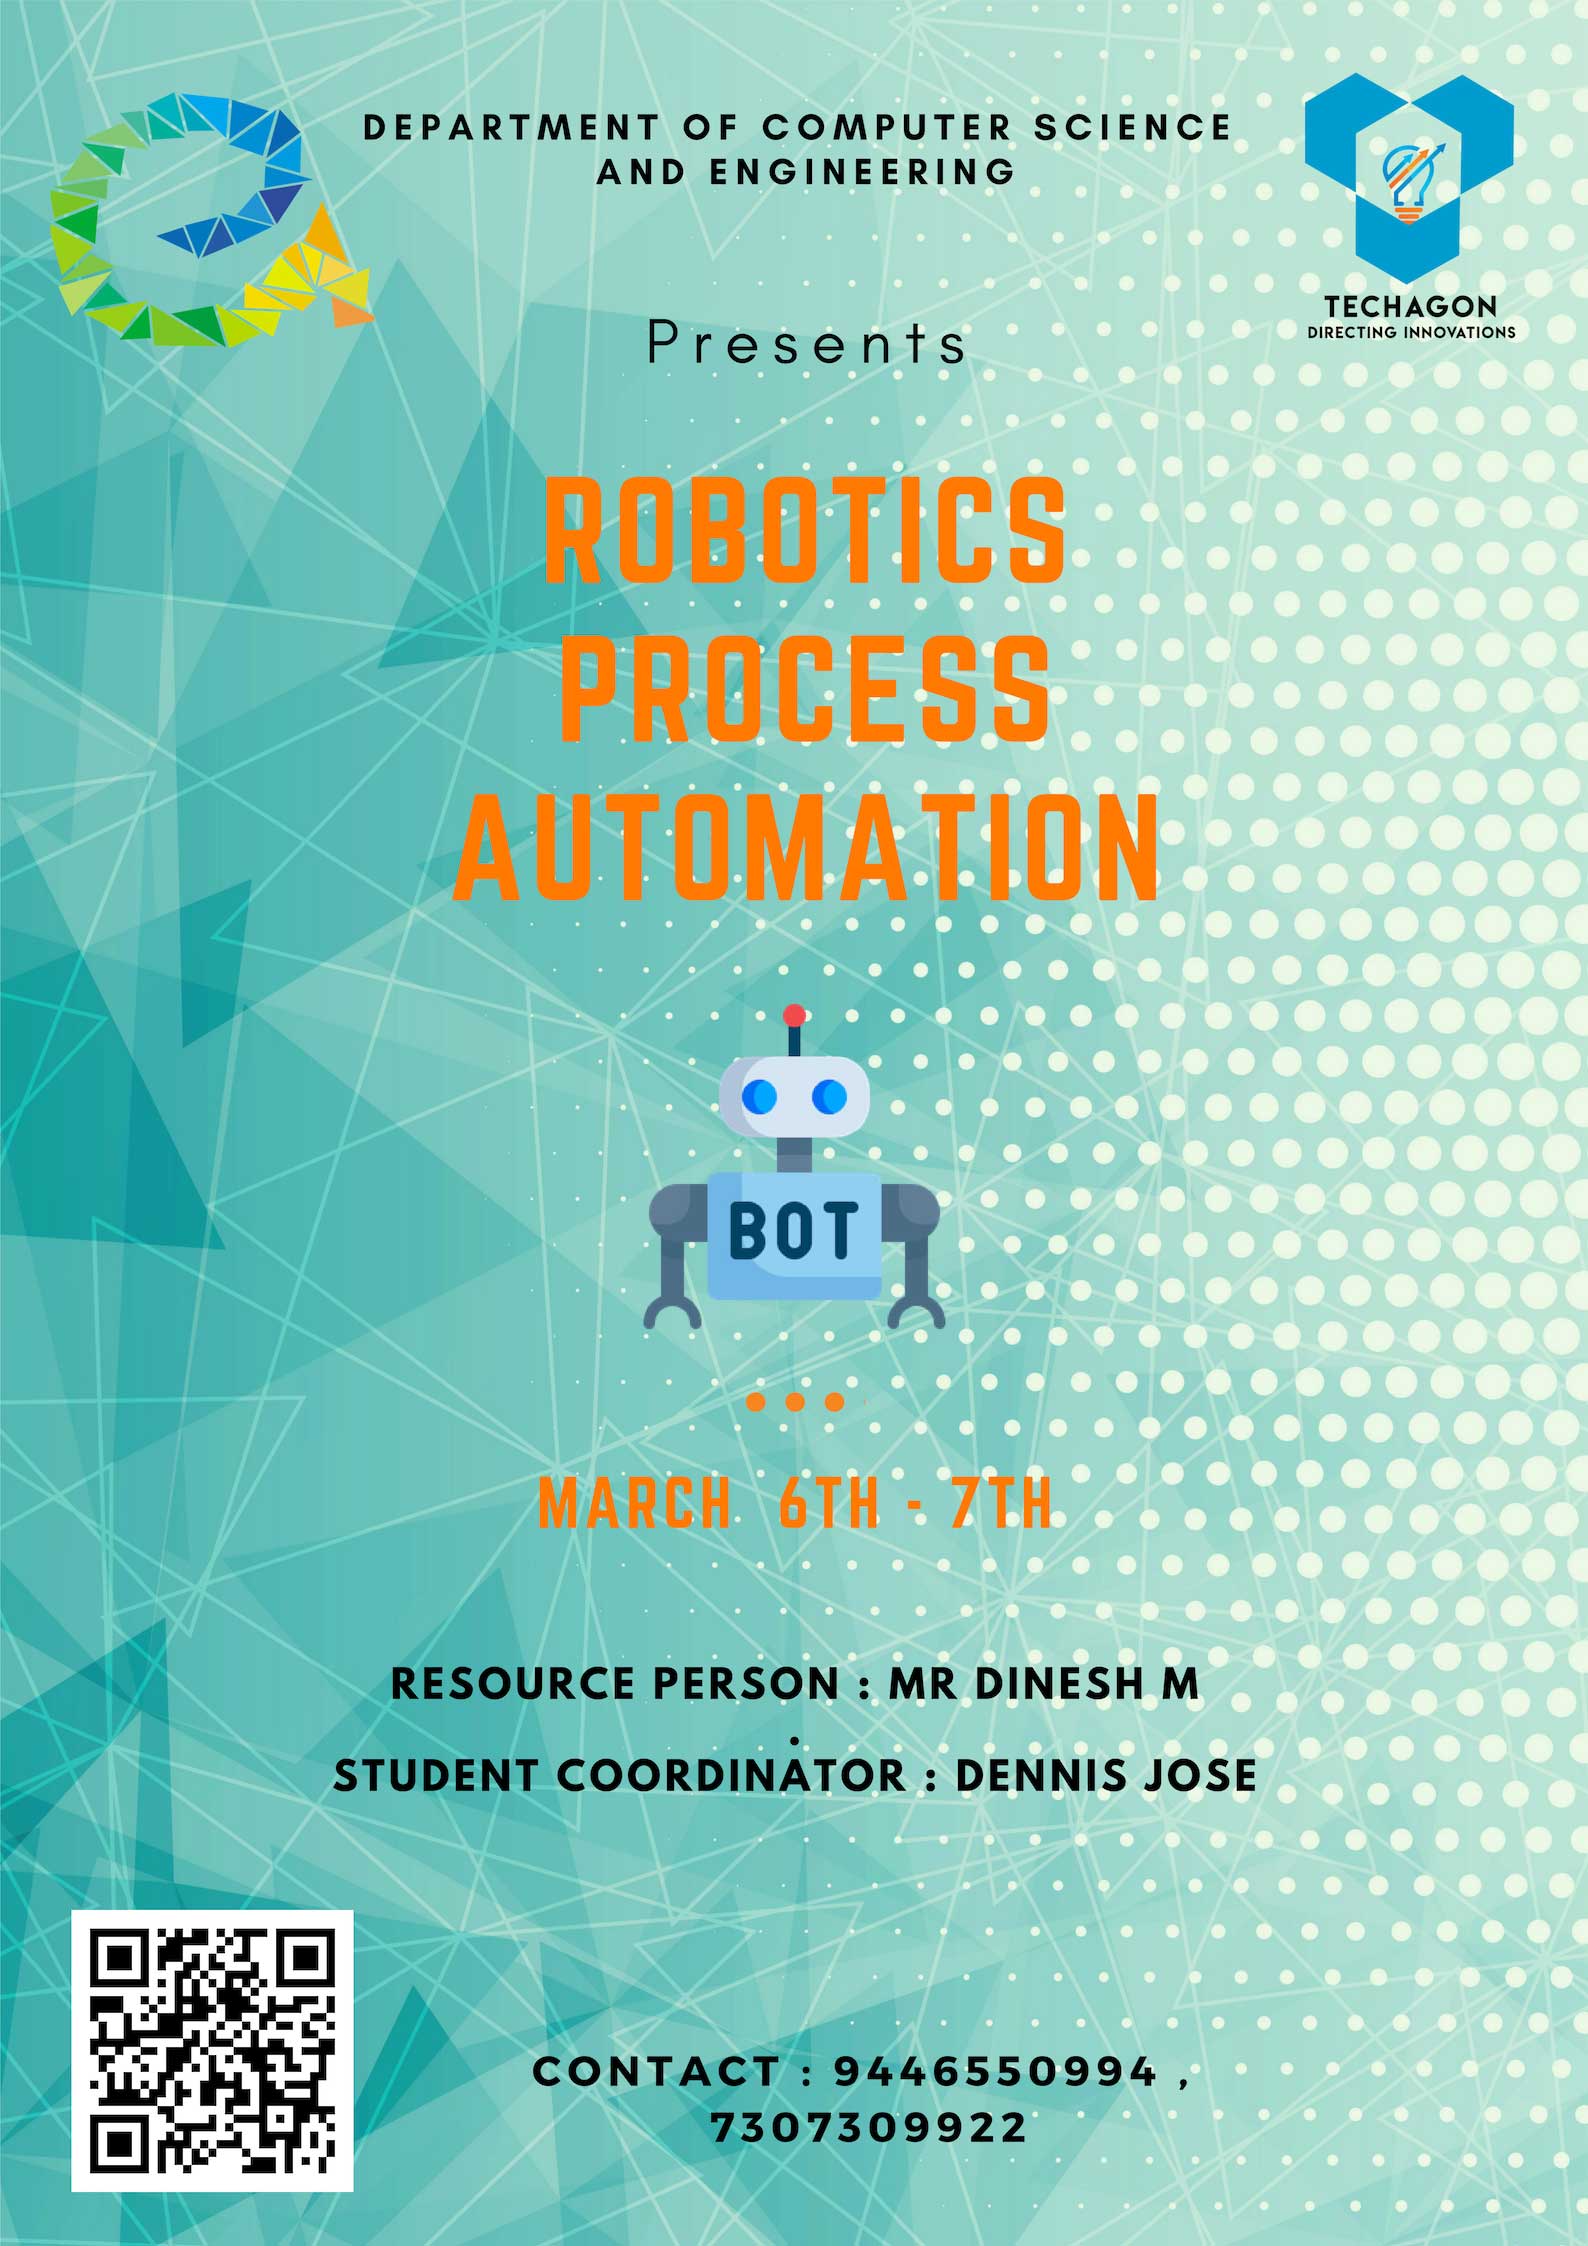 DEPARTMENT OF COMPUTER SCIENCE
AND ENGINEERING
TECHAGON
DIRECTING INNOVATIONS
Presents
ROBOTICS
PROCESS
AUTOMATION
BOT
MARCH 6TH - 7TH
RESOURCE PERSON : MR DINESH M
.
STUDENT COORDINATOR : DENNIS JOSE
CONTACT : 9446550994 ,
7307309922